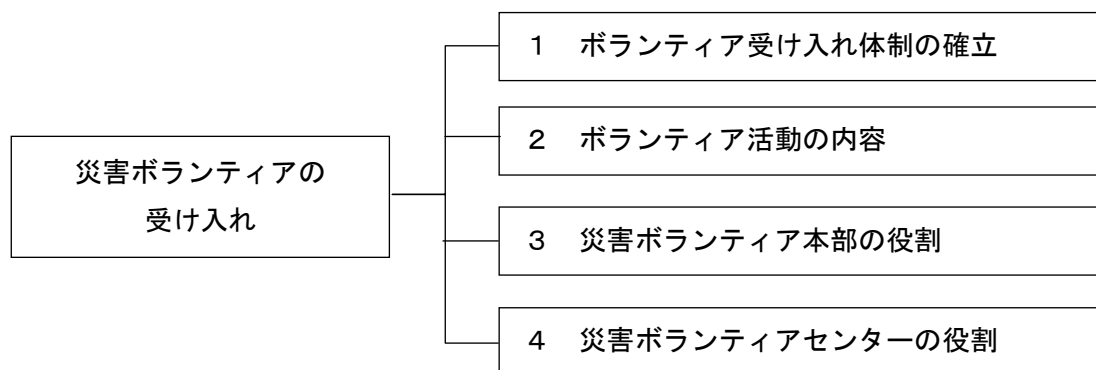 災害ボランティアの
受け入れ
１　ボランティア受け入れ体制の確立
２　ボランティア活動の内容
３　災害ボランティア本部の役割
４　災害ボランティアセンターの役割